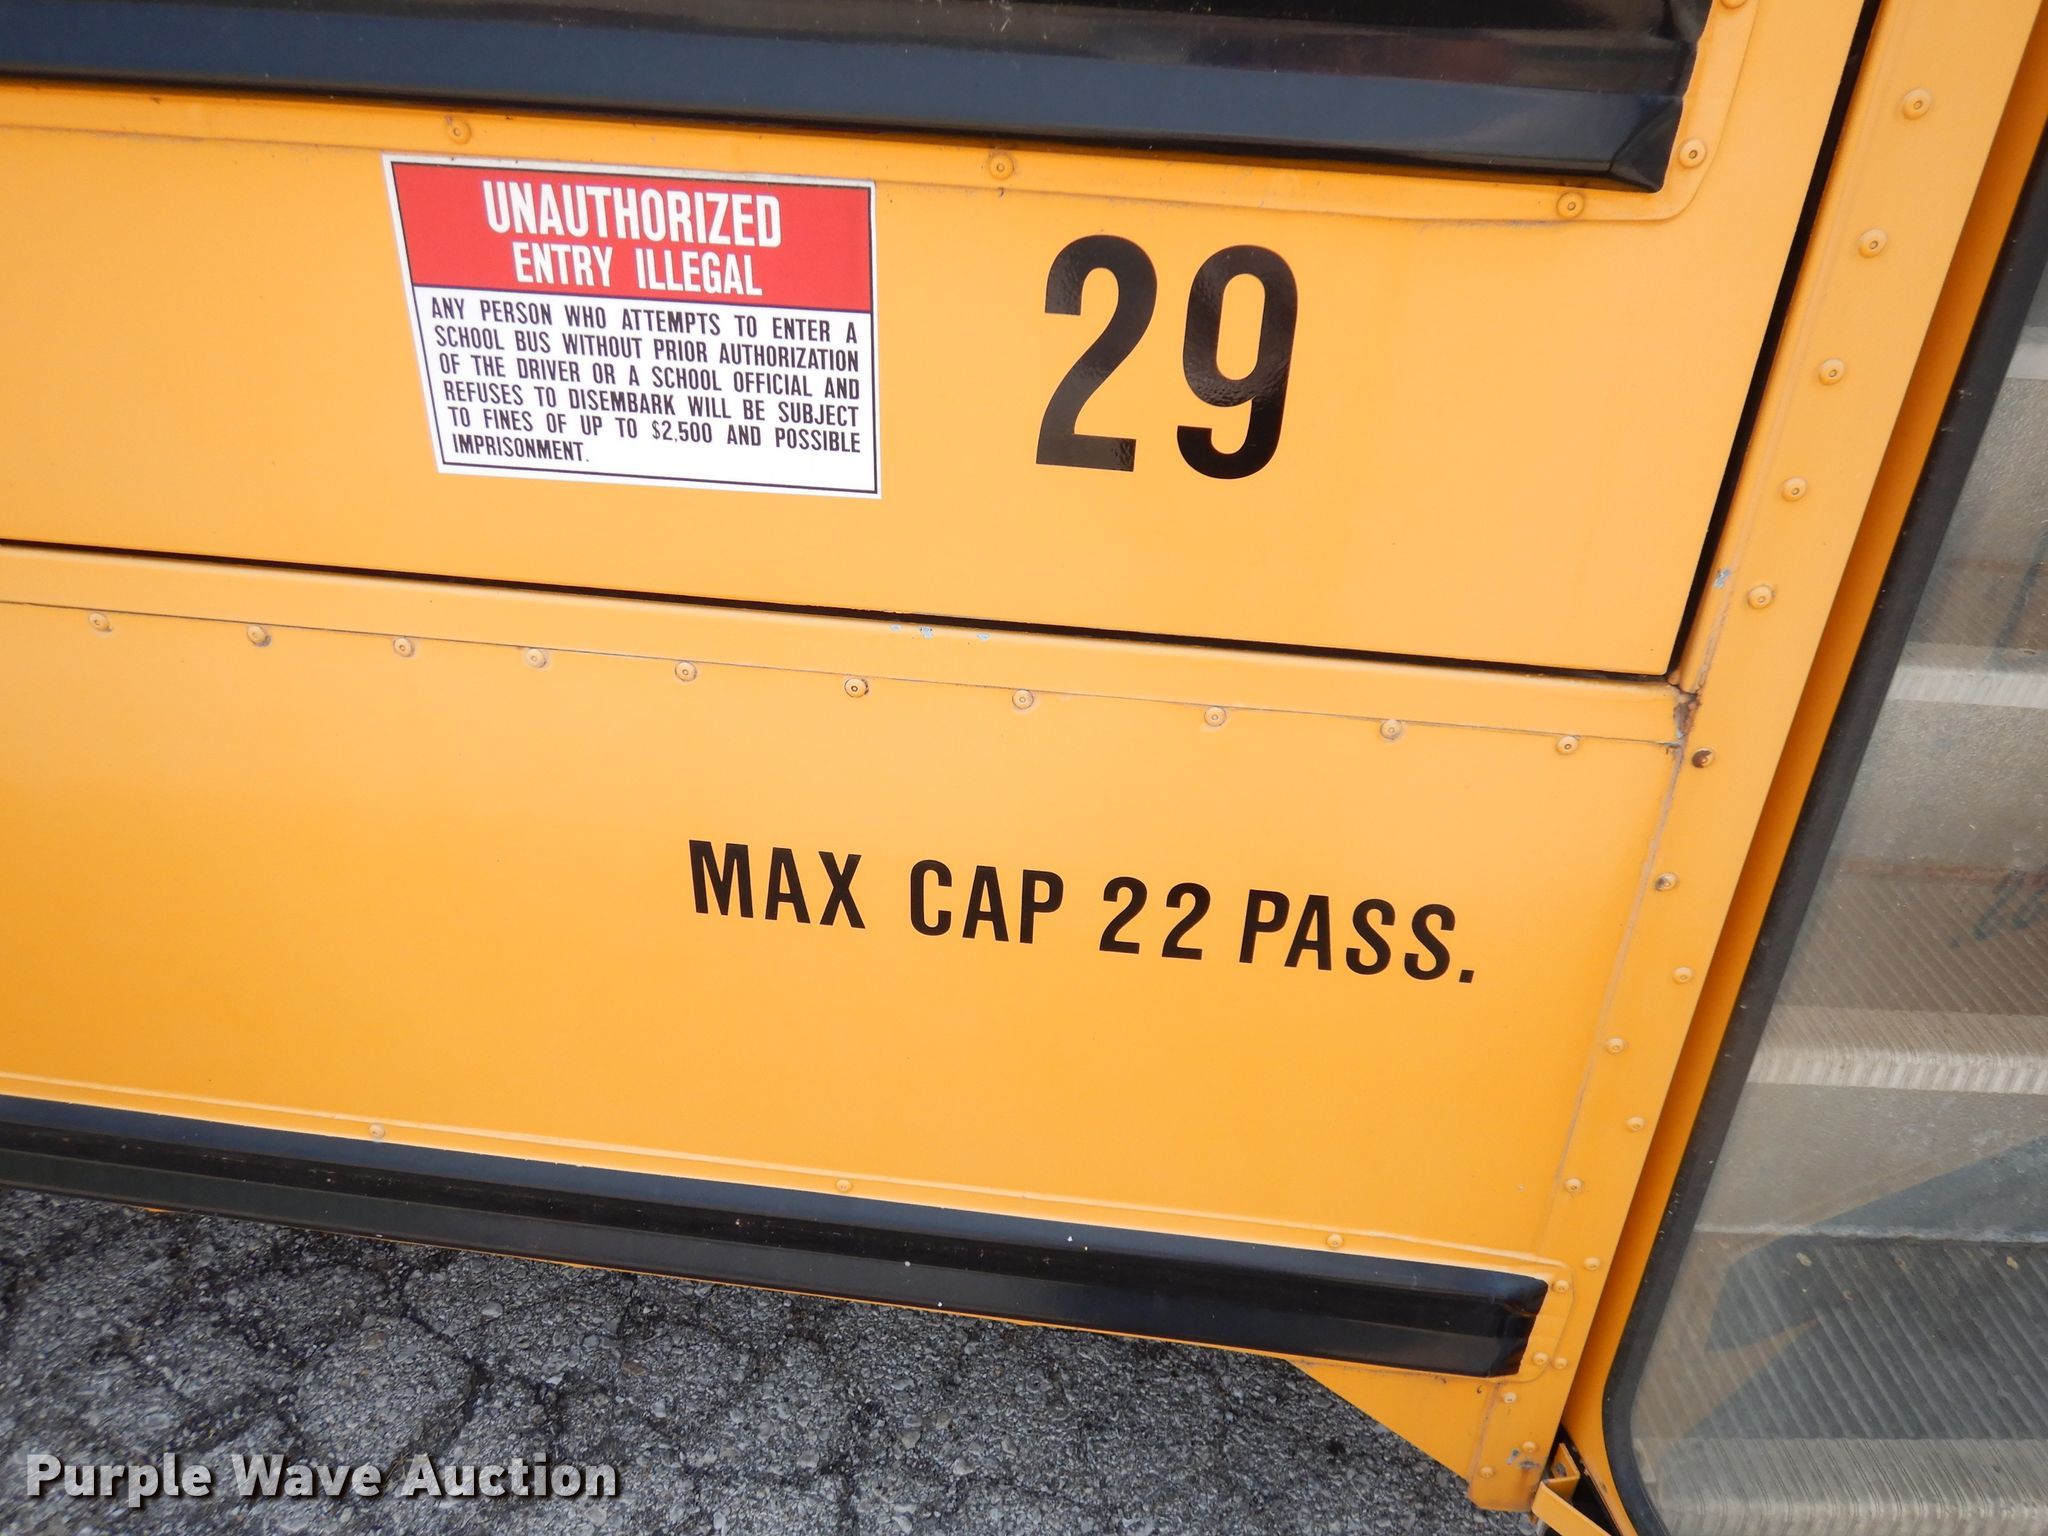 UNAUTHORIZED
ENTRY ILLEGAL
ANY PERSON WHO ATTEMPTS TO ENTER A
SCHOOL BUS WITHOUT PRIOR AUTHORIZATION
OF THE DRIVER OR A SCHOOL OFFICIAL AND
REFUSES TO DISEMBARK WILL BE SUBJECT
TO FINES OF UP TO $2,500 AND POSSIBLE
IMPRISONMENT.
29
MAX CAP 22 PASS.
Purple Wave Auction